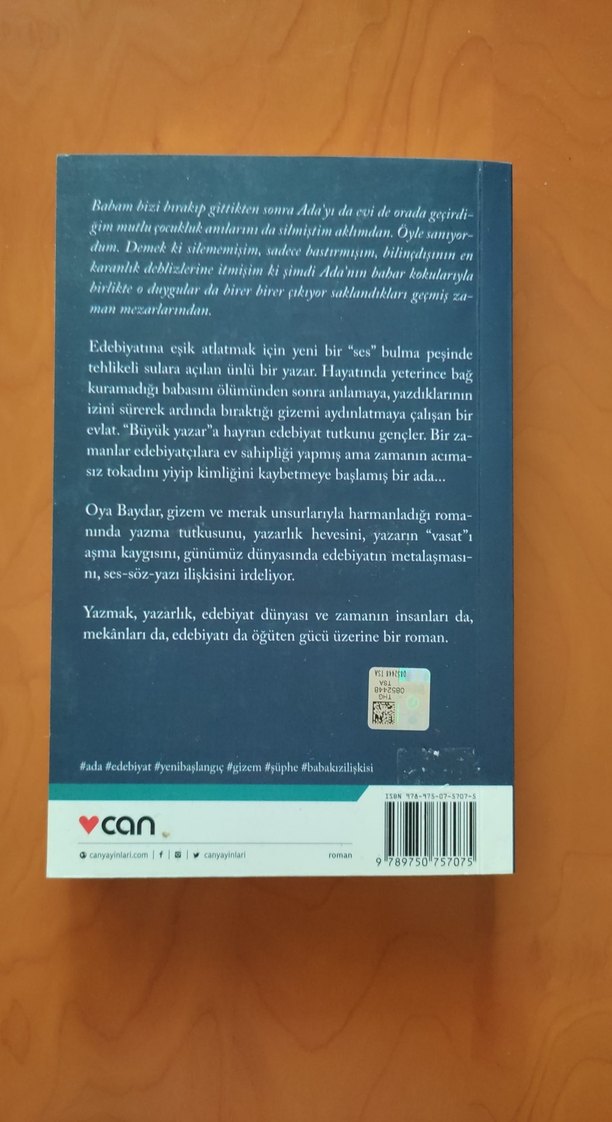 Babam bizi bırakıp gittikten sonra Ada'yı da evi de orada geçirdi-
ğim mutlu çocukluk anılarını da silmiştim aklımdan. Öyle sanıyor-
dum. Demek ki silememişim, sadece bastırmışım, bilinçdışının en
karanlık dehlizlerine itmişim ki şimdi Ada'nın bahar kokularıyla
birlikte o duygular da birer birer çıkıyor saklandıkları geçmiş za-
man mezarlarından.
Edebiyatına eşik atlatmak için yeni bir "ses" bulma peşinde
tehlikeli sulara açılan ünlü bir yazar. Hayatında yeterince bağ
kuramadığı babasını ölümünden sonra anlamaya, yazdıklarının
izini sürerek ardında bıraktığı gizemi aydınlatmaya çalışan bir
evlat. "Büyük yazar"a hayran edebiyat tutkunu gençler. Bir za-
manlar edebiyatçılara ev sahipliği yapmış ama zamanın acıma-
sız tokadını yiyip kimliğini kaybetmeye başlamış bir ada...
Oya Baydar, gizem ve merak unsurlarıyla harmanladığı roma-
nında yazma tutkusunu, yazarlık hevesini, yazarın "vasat"ı
aşma kaygısını, günümüz dünyasında edebiyatın metalaşması-
nı, ses-söz-yazı ilişkisini irdeliyor.
Yazmak, yazarlık, edebiyat dünyası ve zamanın insanları da,
mekânları da, edebiyatı da öğüten gücü üzerine bir roman.
0852448 TSA
THG
0852448
TSA
#ada #edebiyat #yenibaşlangıç #gizem #şüphe #babakızilişkisi
ISBN 978-975-07-5707-5
can
canyayinlari.com | f | canyayinlari
roman
9 789750 757075